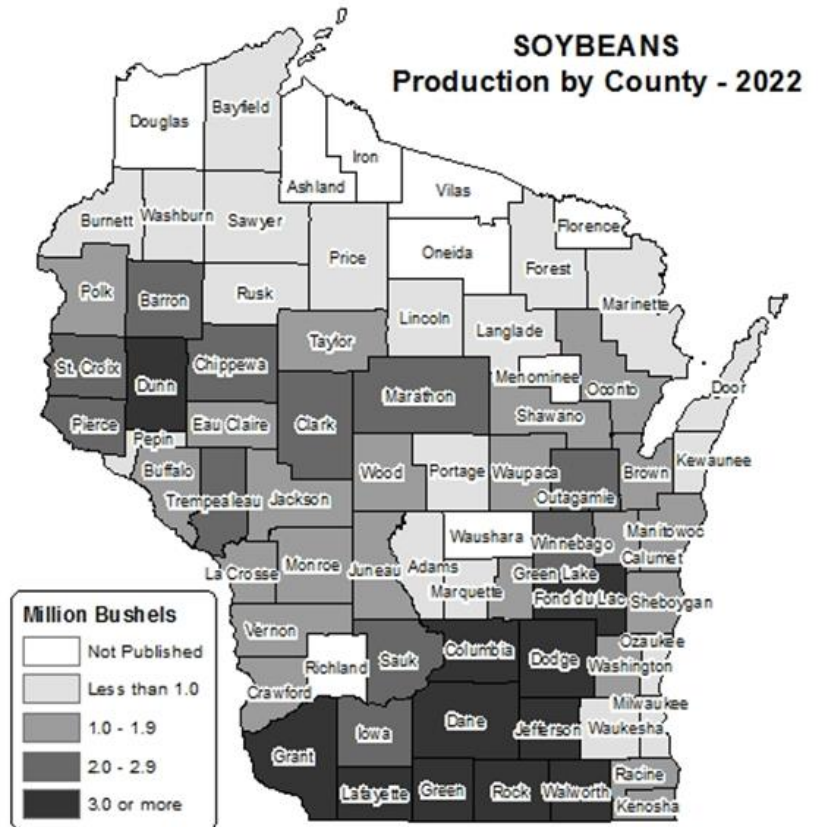 SOYBEANS
Production by County - 2022
Douglas
Bayfield
Iron
Ashland
Vilas
Burnett
Washburn
Sawyer
Florence
Price
Oneida
Forest
Polk
Barron
Rusk
Marinette
Lincoln
Langlade
Taylor
St. Croix
Chippewa
Dunn
Menominee
Oconto
Door
Marathon
Shawano
Pierce
Eau Claire
Clark
Pepin
Buffalo
Wood
Portage
Waupaca
Brown
Kewaunee
Trempealeau
Jackson
Outagamie
Waushara
Winnebago
Manitowoc
Calumet
La Crosse
Monroe
Juneau
Adams
Marquette
Green Lake
Fond du Lac
Sheboygan
Vernon
Richland
Sauk
Columbia
Dodge
Ozaukee
Washington
Crawford
Milwaukee
Grant
Iowa
Dane
Jefferson
Waukesha
Lafayette
Green
Rock
Walworth
Racine
Kenosha
Million Bushels
Not Published
Less than 1.0
1.0 - 1.9
2.0 - 2.9
3.0 or more